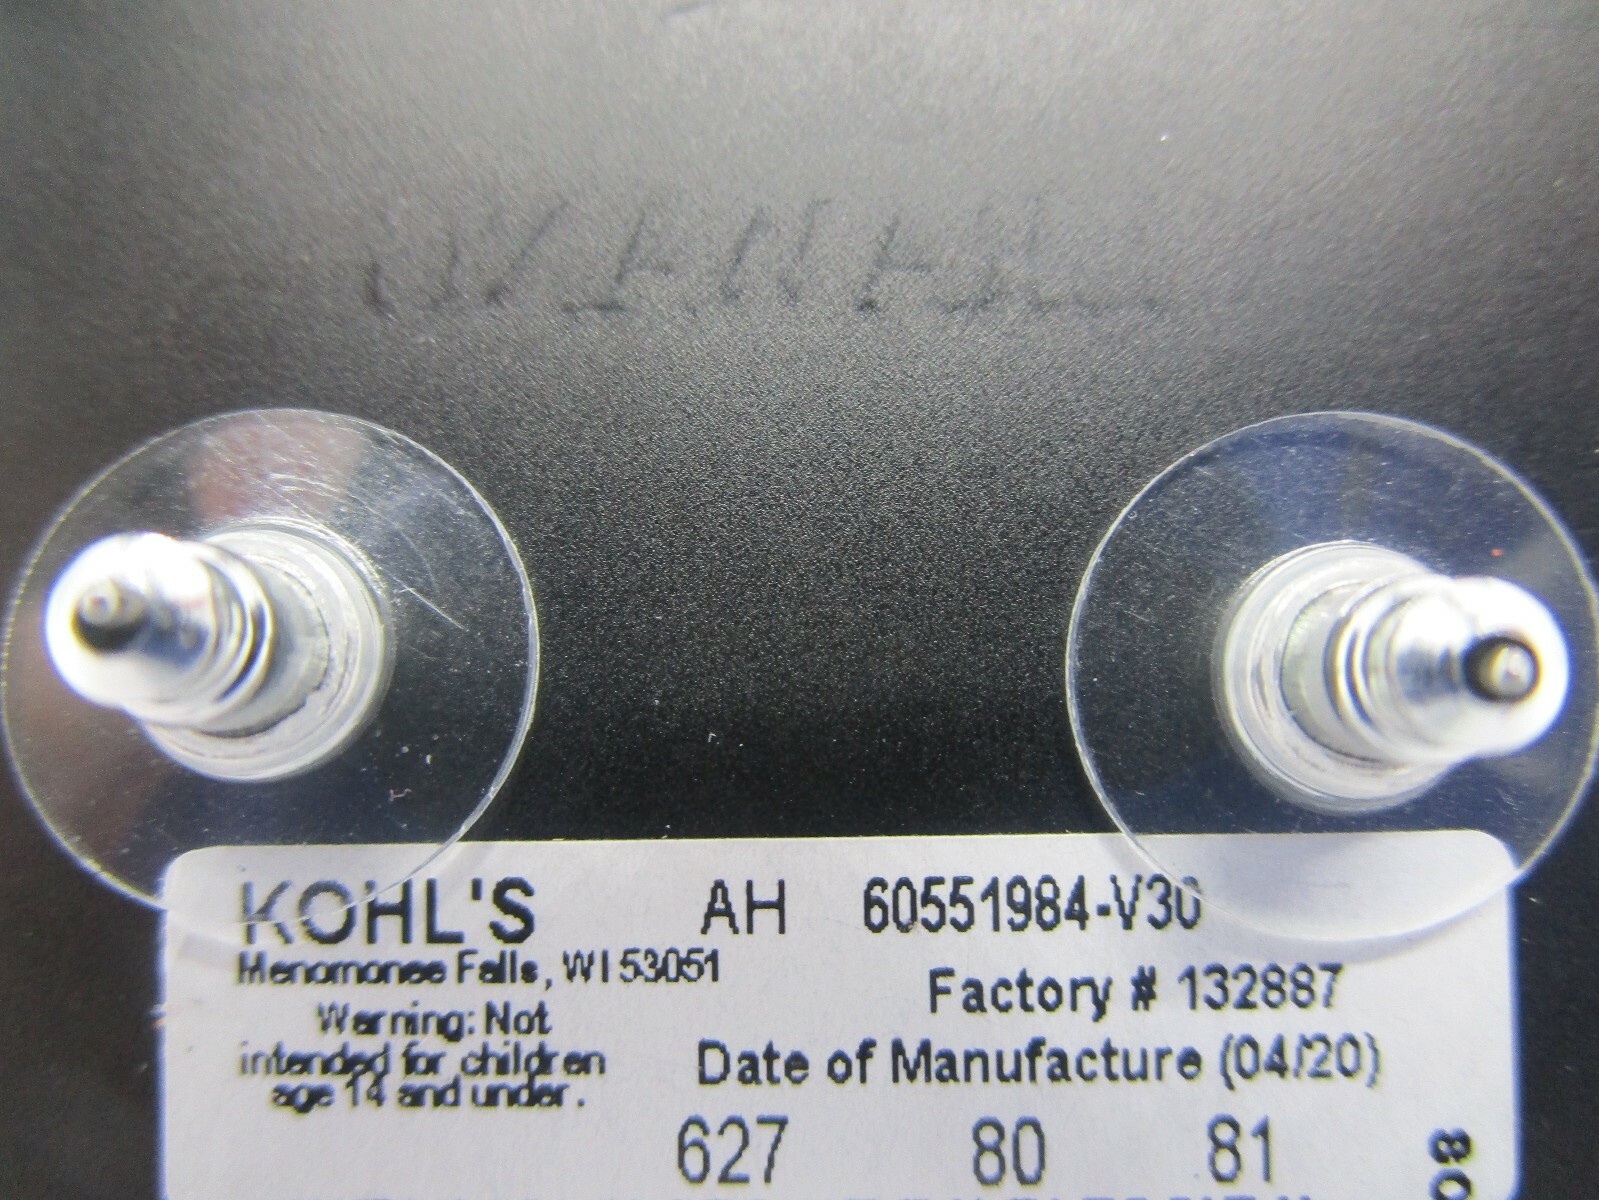 KOHL'S AH 60551984-V30
Menomonee Falls, WI 53051
Factory # 132887
Warning: Not
intended for children
age 14 and under.
Date of Manufacture (04/20)
627 80 81